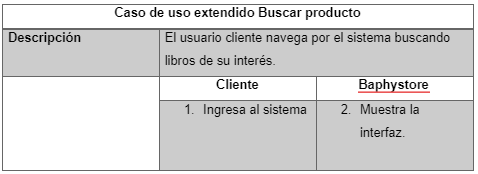 Caso de uso extendido Buscar producto
Descripción
El usuario cliente navega por el sistema buscando
libros de su interés.
Cliente
Baphystore
1. Ingresa al sistema
2. Muestra la
interfaz.